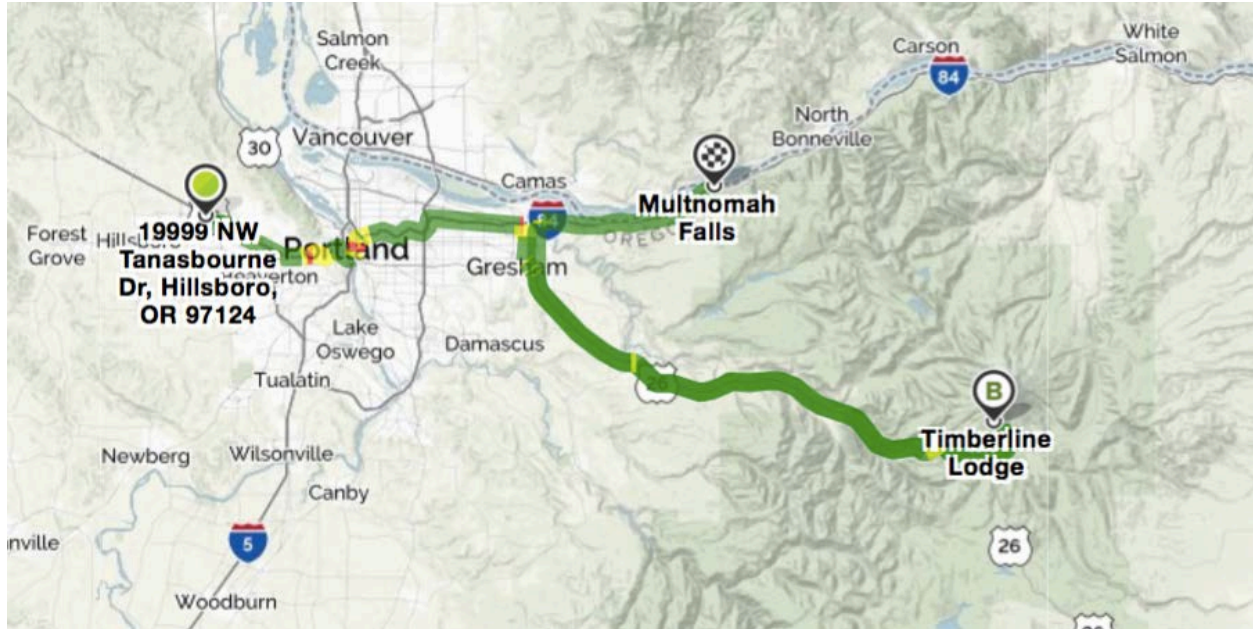 Salmon
Creek
Carson
White
Salmon
84
North
Bonneville
30
Vancouver
Camas
84
Multnomah
Falls
Forest
Grove
19999 NW
Tanasbourne
Dr, Hillsboro,
OR 97124
Portland
Gresham
Lake
Oswego
Damascus
Tualatin
26
B
Timberline
Lodge
Newberg
Wilsonville
Canby
nville
5
26
Woodburn